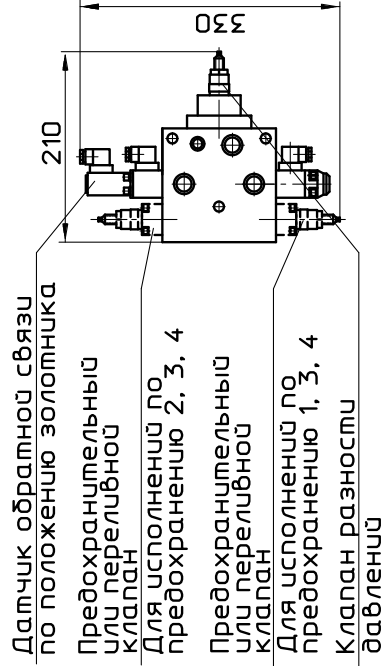 330
210
Датчик обратной связи
по положению золотника
Предохранительный
или переливной
клапан
Для исполнений по
предохранению 2, 3, 4
Предохранительный
или переливной
клапан
Для исполнений по
предохранению 1, 3, 4
Клапан разности
давлений